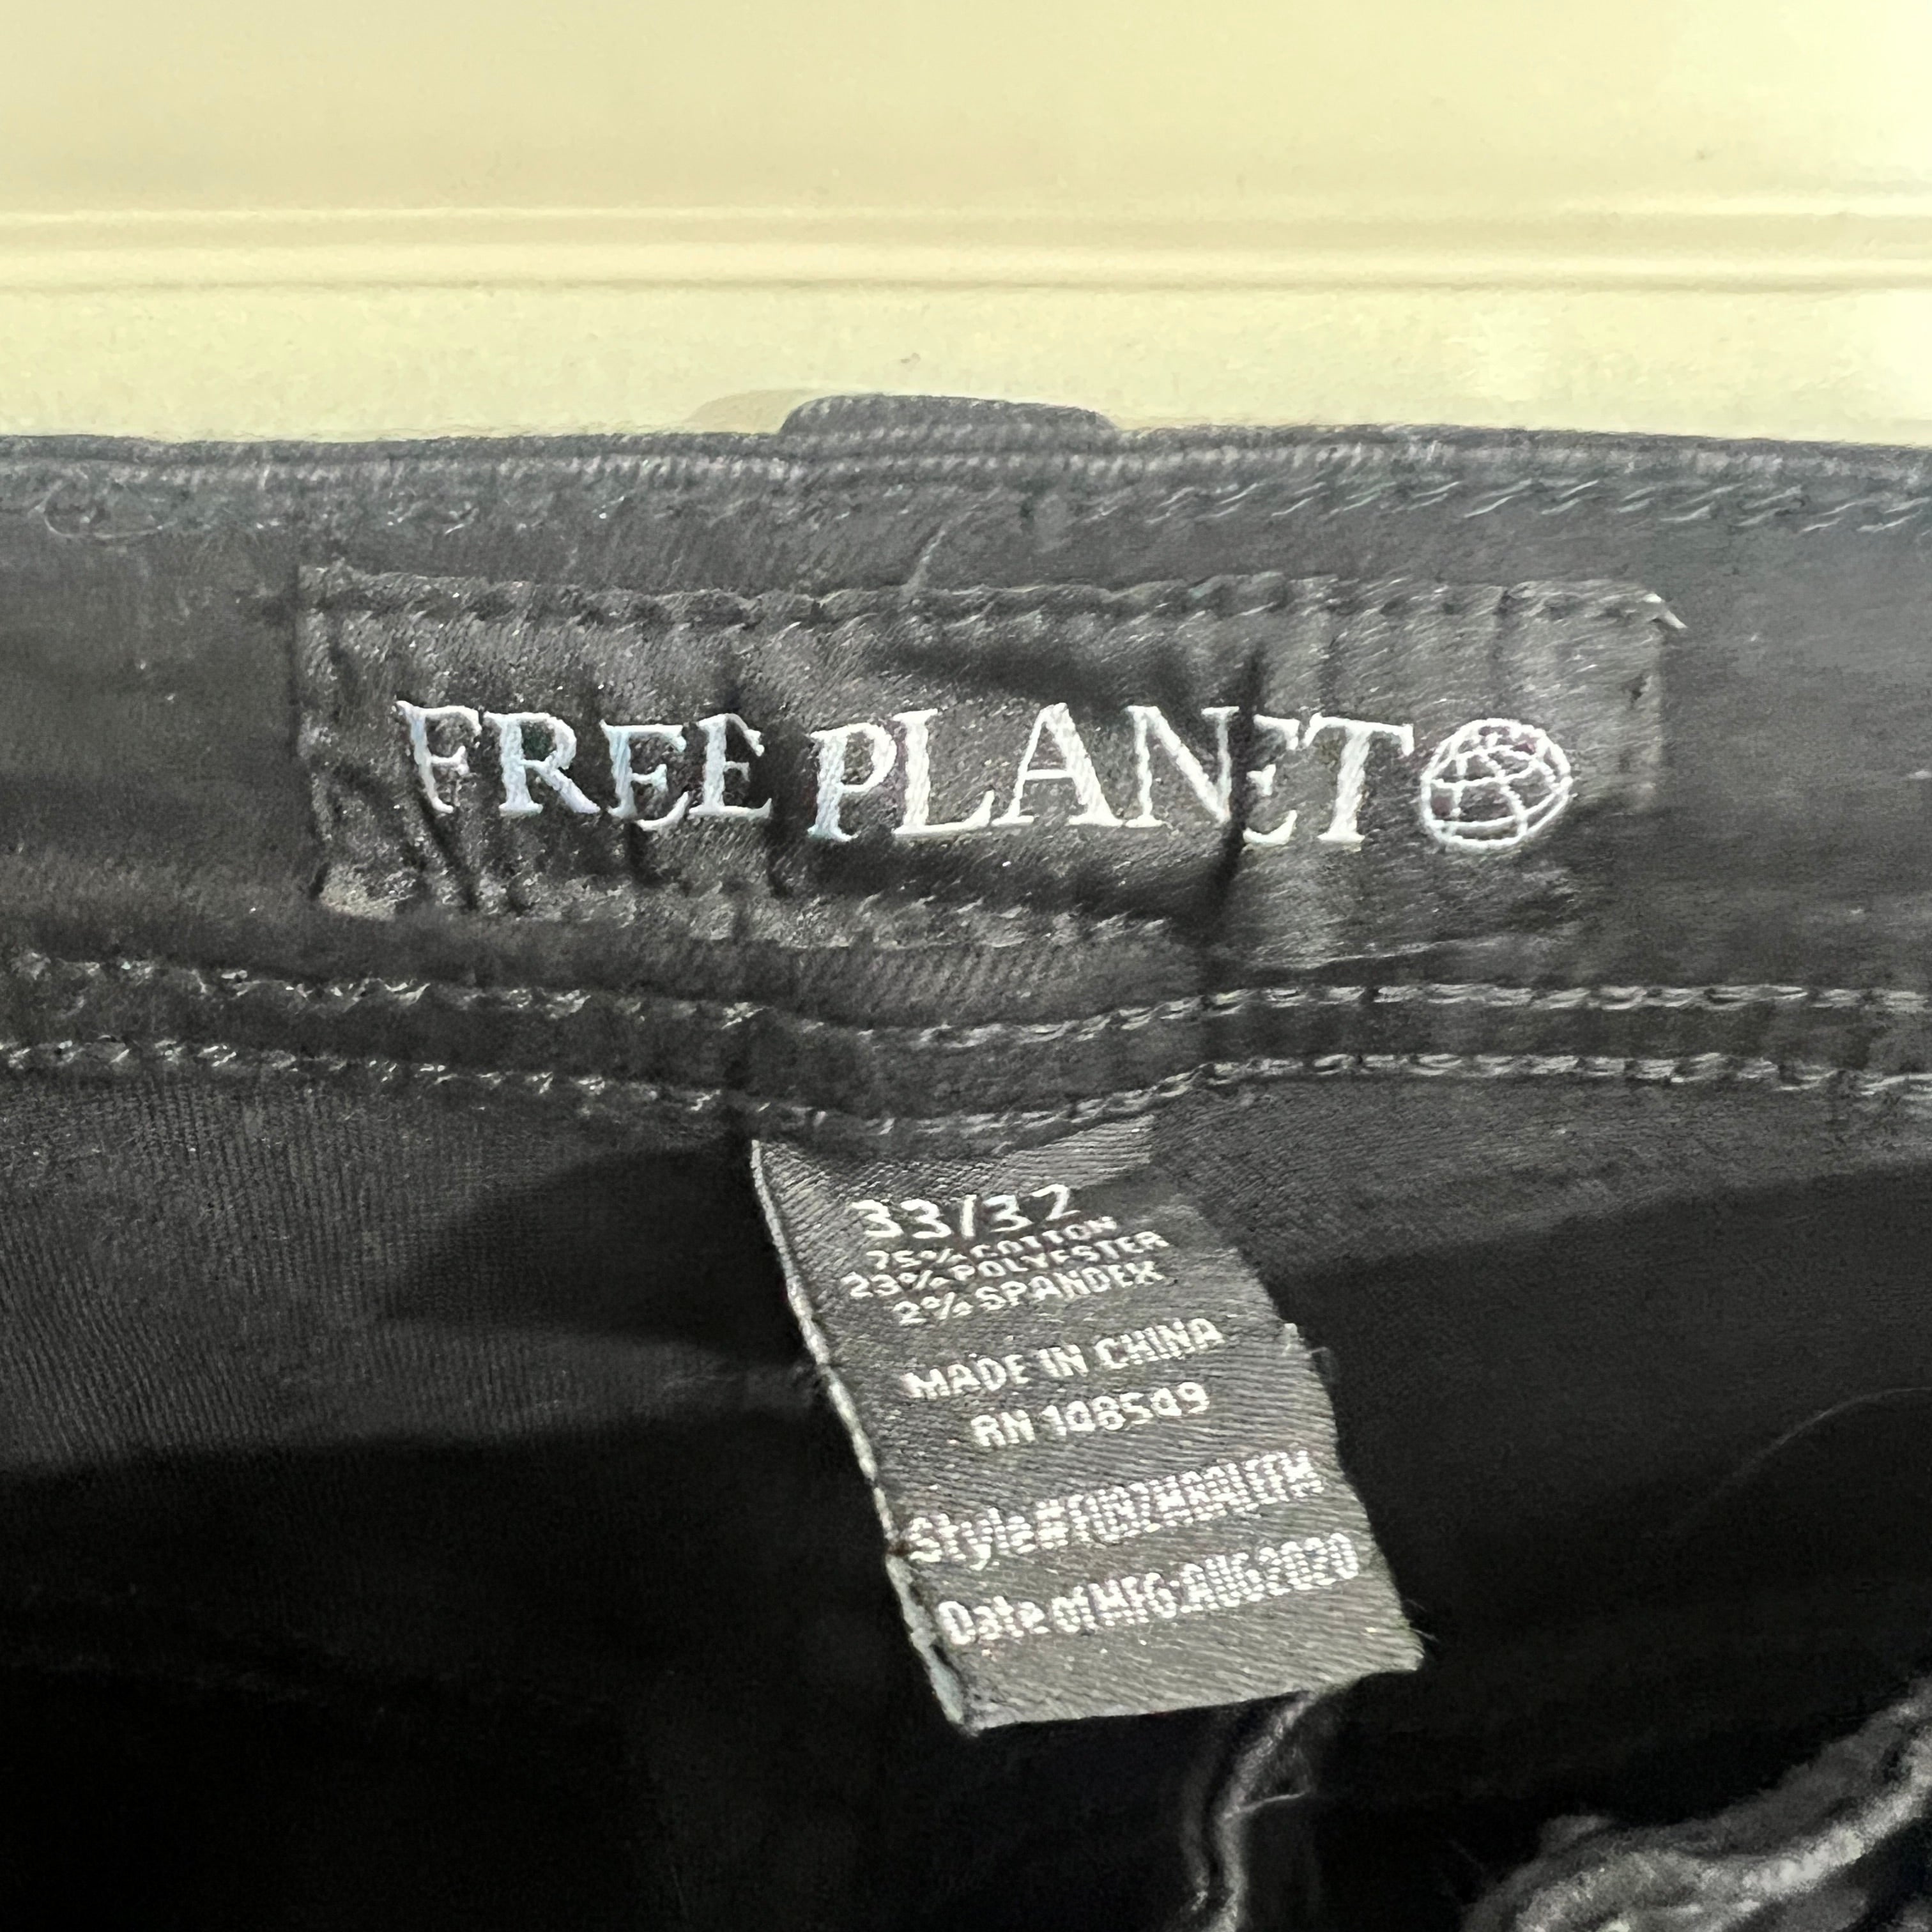 FREE PLANET
33/32
75% COTTON
23% POLYESTER
2% SPANDEX
MADE IN CHINA
RN 108549
Style#
Date of MFG:AUG2020